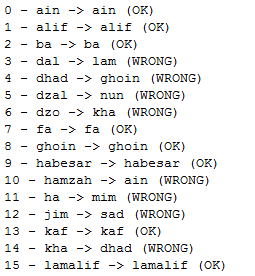 0 - ain -> ain (OK)
1 - alif -> alif (OK)
2 - ba -> ba (OK)
3 - dal -> lam (WRONG)
4 - dhad -> ghoin (WRONG)
5 - dzal -> nun (WRONG)
6 - dzo -> kha (WRONG)
7 - fa -> fa (OK)
8 - ghoin -> ghoin (OK)
9 - habesar -> habesar (OK)
10 - hamzah -> ain (WRONG)
11 - ha -> mim (WRONG)
12 - jim -> sad (WRONG)
13 - kaf -> kaf (OK)
14 - kha -> dhad (WRONG)
15 - lamalif -> lamalif (OK)